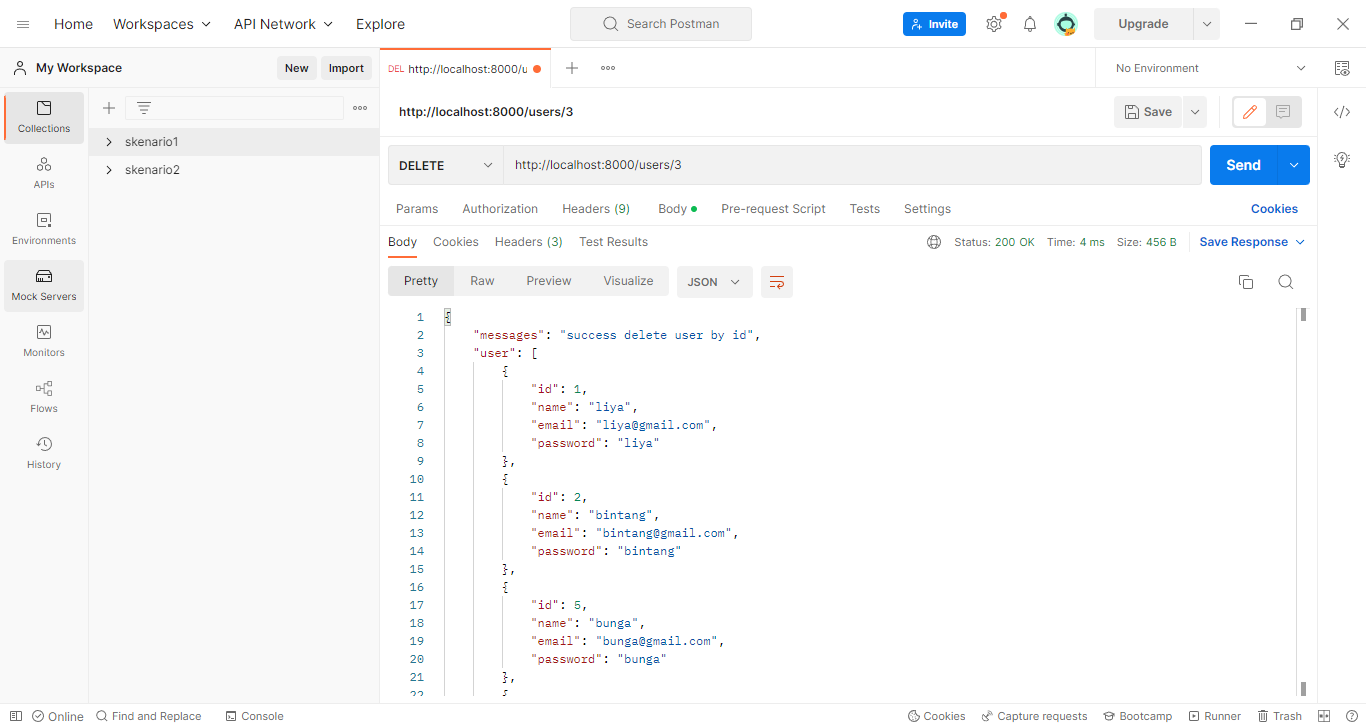 Home Workspaces API Network Explore Search Postman Invite Upgrade
My Workspace New Import DEL http://localhost:8000/u No Environment
http://localhost:8000/users/3 Save
Collections
skenario1
skenario2
APIs
Environments
Mock Servers
Monitors
Flows
History
DELETE http://localhost:8000/users/3 Send
Params Authorization Headers (9) Body Pre-request Script Tests Settings Cookies
Body Cookies Headers (3) Test Results Status: 200 OK Time: 4 ms Size: 456 B Save Response
Pretty Raw Preview Visualize JSON
1 {
2 "messages": "success delete user by id",
3 "user": [
4 {
5 "id": 1,
6 "name": "liya",
7 "email": "liya@gmail.com",
8 "password": "liya"
9 },
10 {
11 "id": 2,
12 "name": "bintang",
13 "email": "bintang@gmail.com",
14 "password": "bintang"
15 },
16 {
17 "id": 5,
18 "name": "bunga",
19 "email": "bunga@gmail.com",
20 "password": "bunga"
21 },
22 {
Online Find and Replace Console Cookies Capture requests Bootcamp Runner Trash